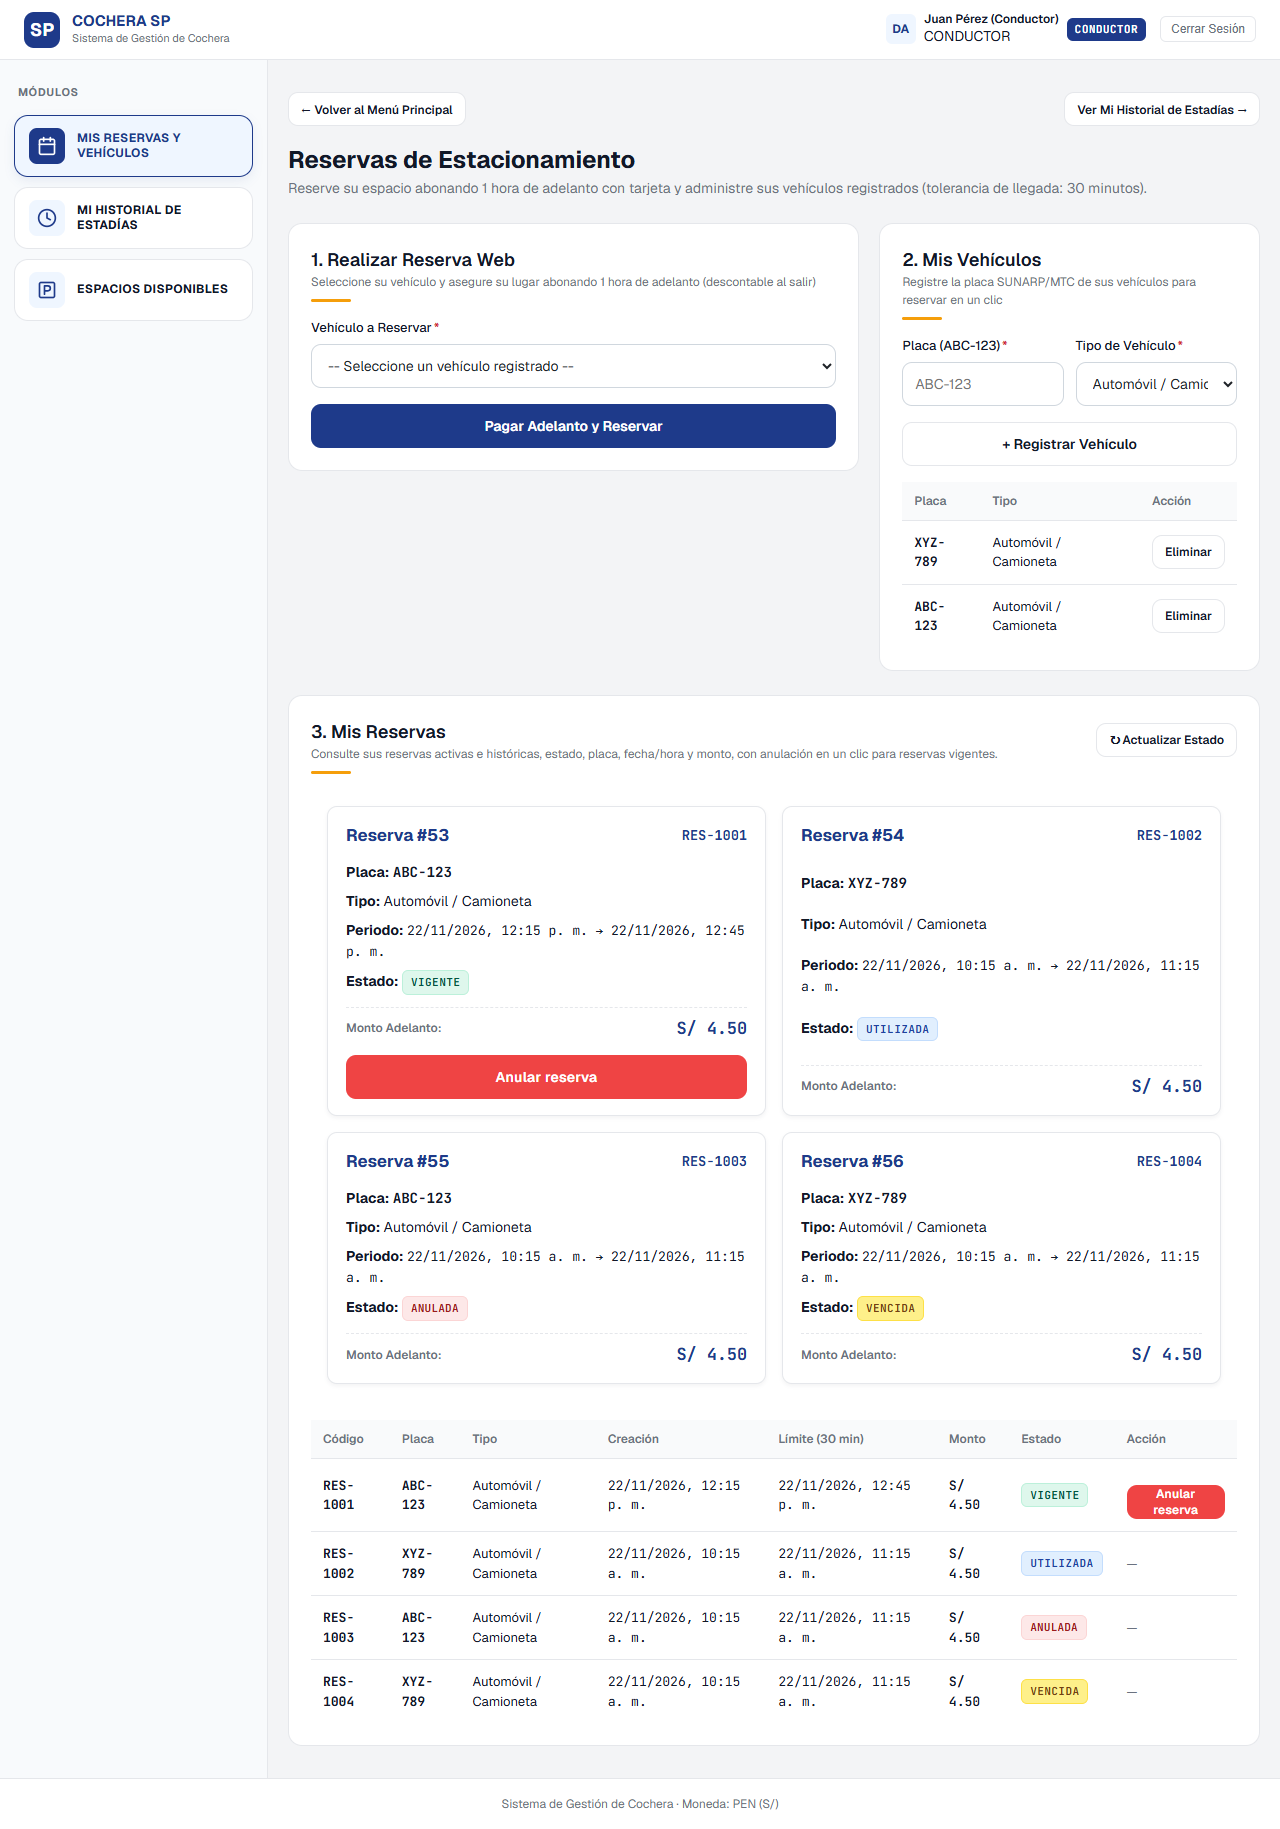 SP
COCHERA SP
Sistema de Gestión de Cochera
DA
Juan Pérez (Conductor)
CONDUCTOR
CONDUCTOR
Cerrar Sesión
MÓDULOS
MIS RESERVAS Y
VEHÍCULOS
MI HISTORIAL DE
ESTADÍAS
ESPACIOS DISPONIBLES
← Volver al Menú Principal
Ver Mi Historial de Estadías →
Reservas de Estacionamiento
Reserve su espacio abonando 1 hora de adelanto con tarjeta y administre sus vehículos registrados (tolerancia de llegada: 30 minutos).
1. Realizar Reserva Web
Seleccione su vehículo y asegure su lugar abonando 1 hora de adelanto (descontable al salir)
Vehículo a Reservar *
-- Seleccione un vehículo registrado --
Pagar Adelanto y Reservar
2. Mis Vehículos
Registre la placa SUNARP/MTC de sus vehículos para
reservar en un clic
Placa (ABC-123) * Tipo de Vehículo *
ABC-123 Automóvil / Camic
+ Registrar Vehículo
Placa Tipo Acción
XYZ- Automóvil /
789 Camioneta
Eliminar
ABC- Automóvil /
123 Camioneta
Eliminar
3. Mis Reservas
Consulte sus reservas activas e históricas, estado, placa, fecha/hora y monto, con anulación en un clic para reservas vigentes.
↻ Actualizar Estado
Reserva #53 RES-1001
Placa: ABC-123
Tipo: Automóvil / Camioneta
Periodo: 22/11/2026, 12:15 p. m. → 22/11/2026, 12:45
p. m.
Estado: VIGENTE
Monto Adelanto: S/ 4.50
Anular reserva
Reserva #54 RES-1002
Placa: XYZ-789
Tipo: Automóvil / Camioneta
Periodo: 22/11/2026, 10:15 a. m. → 22/11/2026, 11:15
a. m.
Estado: UTILIZADA
Monto Adelanto: S/ 4.50
Reserva #55 RES-1003
Placa: ABC-123
Tipo: Automóvil / Camioneta
Periodo: 22/11/2026, 10:15 a. m. → 22/11/2026, 11:15
a. m.
Estado: ANULADA
Monto Adelanto: S/ 4.50
Reserva #56 RES-1004
Placa: XYZ-789
Tipo: Automóvil / Camioneta
Periodo: 22/11/2026, 10:15 a. m. → 22/11/2026, 11:15
a. m.
Estado: VENCIDA
Monto Adelanto: S/ 4.50
Código Placa Tipo Creación Límite (30 min) Monto Estado Acción
RES- ABC- Automóvil / 22/11/2026, 12:15 22/11/2026, 12:45 S/ VIGENTE Anular
1001 123 Camioneta p. m. p. m. 4.50 reserva
RES- XYZ- Automóvil / 22/11/2026, 10:15 22/11/2026, 11:15 S/ UTILIZADA —
1002 789 Camioneta a. m. a. m. 4.50
RES- ABC- Automóvil / 22/11/2026, 10:15 22/11/2026, 11:15 S/ ANULADA —
1003 123 Camioneta a. m. a. m. 4.50
RES- XYZ- Automóvil / 22/11/2026, 10:15 22/11/2026, 11:15 S/ VENCIDA —
1004 789 Camioneta a. m. a. m. 4.50
Sistema de Gestión de Cochera · Moneda: PEN (S/)